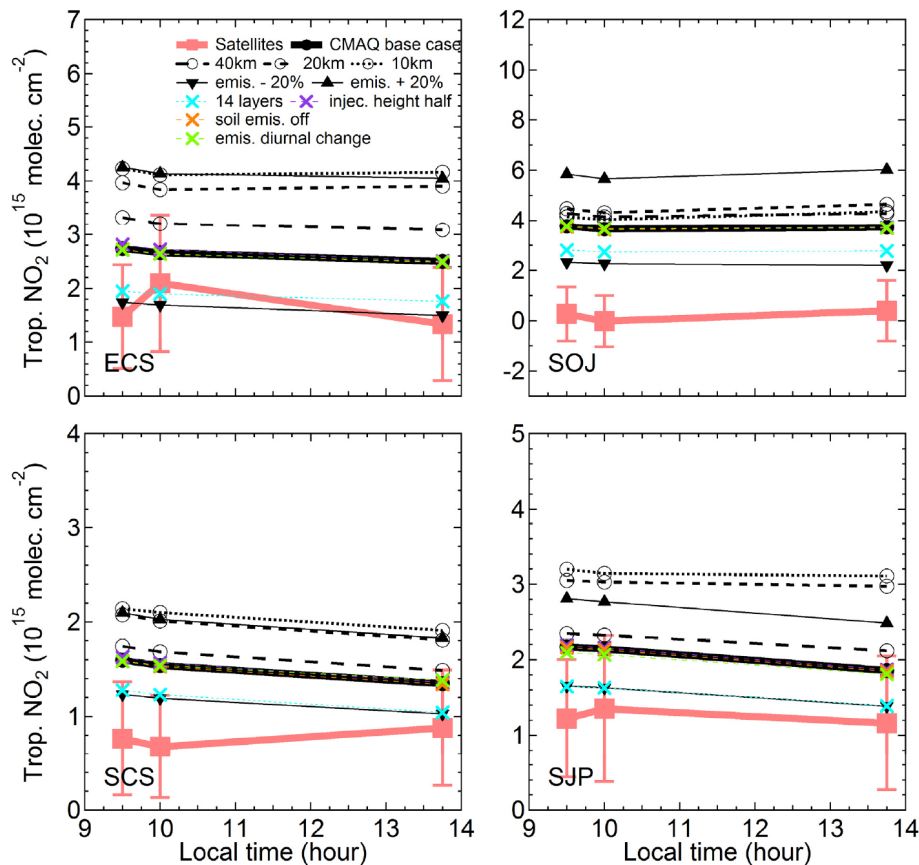 7
6
5
4
3
2
1
0
Trop. NO2 (10^15 molec. cm^-2)
Satellites CMAQ base case
40km 20km 10km
emis. - 20% emis. + 20%
14 layers injec. height half
soil emis. off
emis. diurnal change
ECS
12
10
8
6
4
2
0
-2
SOJ
4
3
2
1
0
Trop. NO2 (10^15 molec. cm^-2)
SCS
9 10 11 12 13 14
Local time (hour)
5
4
3
2
1
0
SJP
9 10 11 12 13 14
Local time (hour)